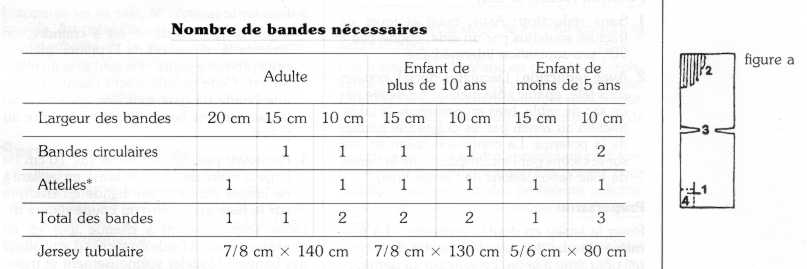 Nombre de bandes nécessaires
Adulte
Enfant de
plus de 10 ans
Enfant de
moins de 5 ans
Largeur des bandes 20 cm 15 cm 10 cm 15 cm 10 cm 15 cm 10 cm
Bandes circulaires 1 1 1 1 2
Attelles* 1 1 1 1 1 1
Total des bandes 1 1 2 2 2 1 3
Jersey tubulaire 7/8 cm × 140 cm 7/8 cm × 130 cm 5/6 cm × 80 cm
figure a
2
3
1
4